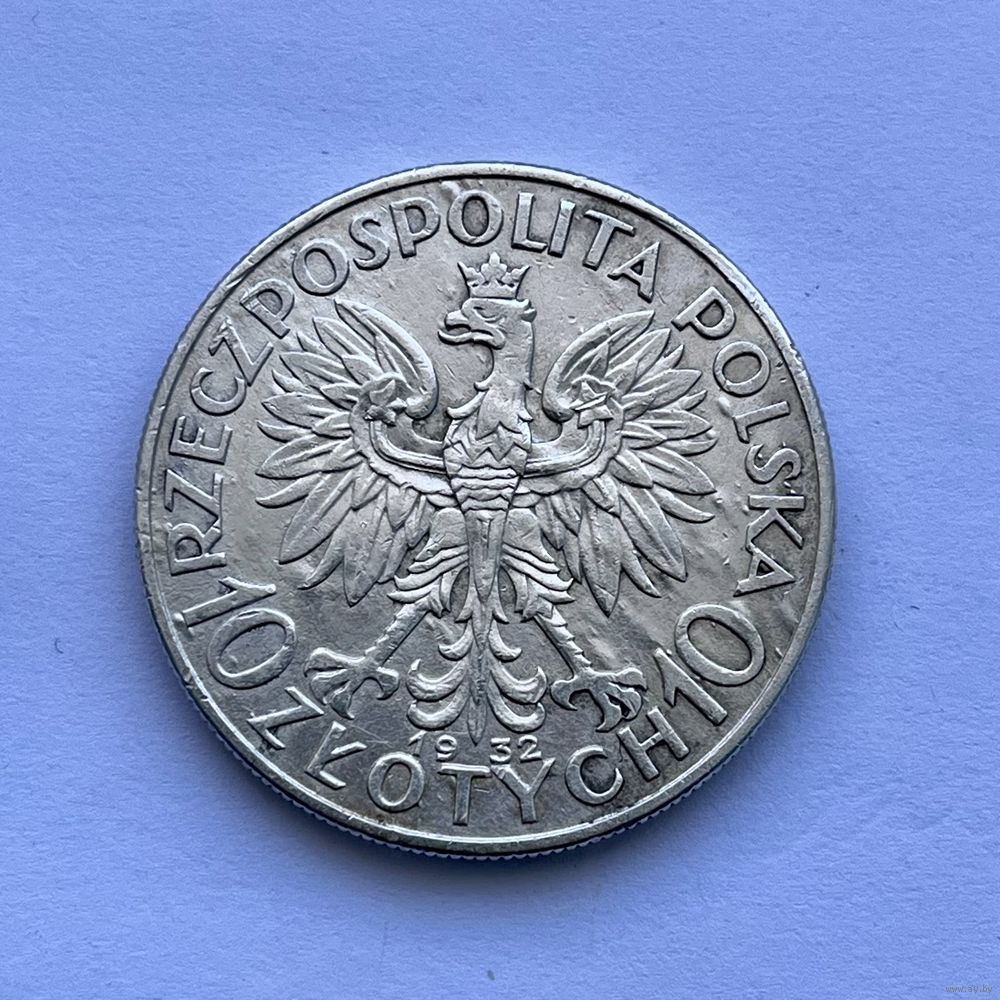 RZECZPOSPOLITA POLSKA
10 ZŁOTYCH 10
1932
www.ay.by